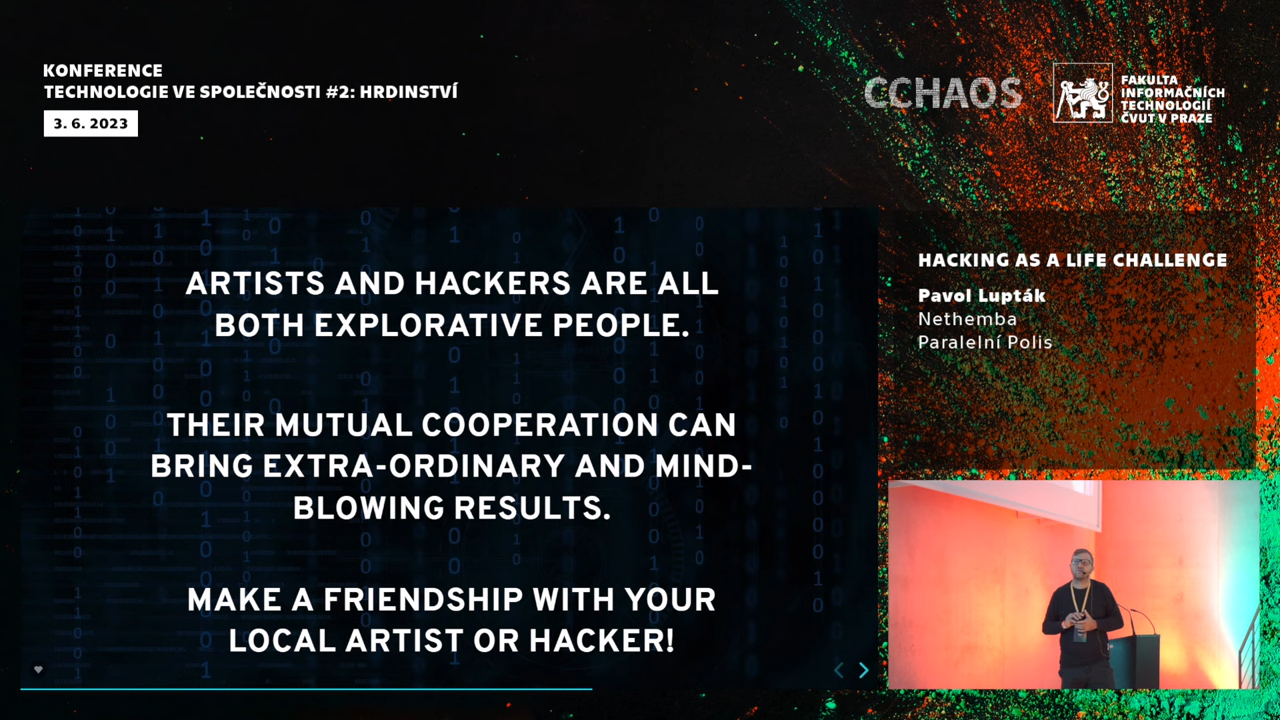 KONFERENCE
TECHNOLOGIE VE SPOLEČNOSTI #2: HRDINSTVÍ
3. 6. 2023
CCHAOS
FAKULTA
INFORMAČNÍCH
TECHNOLOGIÍ
ČVUT V PRAZE
ARTISTS AND HACKERS ARE ALL
BOTH EXPLORATIVE PEOPLE.
THEIR MUTUAL COOPERATION CAN
BRING EXTRA-ORDINARY AND MIND-
BLOWING RESULTS.
MAKE A FRIENDSHIP WITH YOUR
LOCAL ARTIST OR HACKER!
HACKING AS A LIFE CHALLENGE
Pavol Lupták
Nethemba
Paralelní Polis